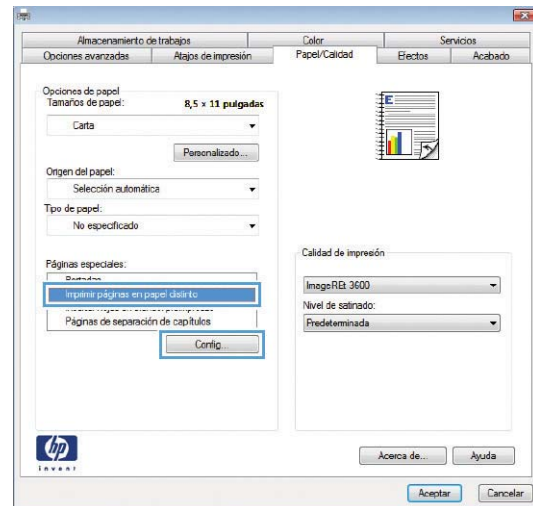 Almacenamiento de trabajos Color Servicios
Opciones avanzadas Atajos de impresión Papel/Calidad Efectos Acabado
Opciones de papel
Tamaños de papel: 8,5 × 11 pulgadas
Carta
Personalizado...
Origen del papel:
Selección automática
Tipo de papel:
No especificado
Páginas especiales:
Portadas
Imprimir páginas en papel distinto
Páginas de separación de capítulos
Config...
Calidad de impresión
ImageREt 3600
Nivel de satinado:
Predeterminada
E
hp
invent
Acerca de... Ayuda
Aceptar Cancelar